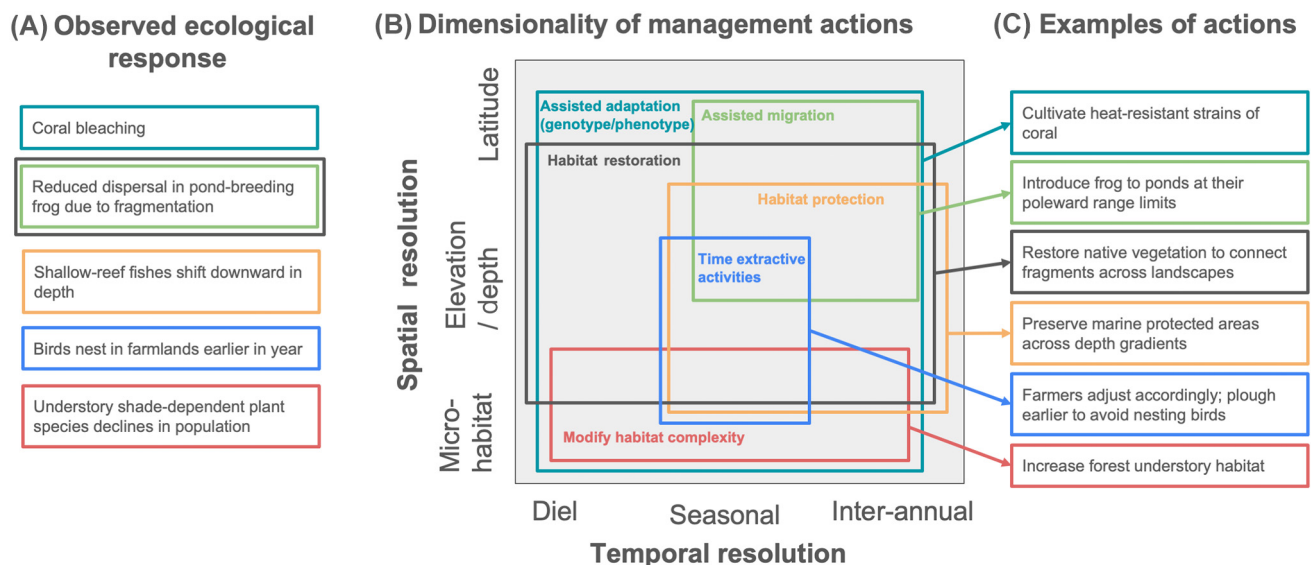 (A) Observed ecological
response
Coral bleaching
Reduced dispersal in pond-breeding
frog due to fragmentation
Shallow-reef fishes shift downward in
depth
Birds nest in farmlands earlier in year
Understory shade-dependent plant
species declines in population
(B) Dimensionality of management actions
Spatial resolution
Latitude
Elevation
/ depth
Micro-
habitat
Assisted adaptation
(genotype/phenotype)
Assisted migration
Habitat restoration
Habitat protection
Time extractive
activities
Modify habitat complexity
Diel
Seasonal
Inter-annual
Temporal resolution
(C) Examples of actions
Cultivate heat-resistant strains of
coral
Introduce frog to ponds at their
poleward range limits
Restore native vegetation to connect
fragments across landscapes
Preserve marine protected areas
across depth gradients
Farmers adjust accordingly; plough
earlier to avoid nesting birds
Increase forest understory habitat